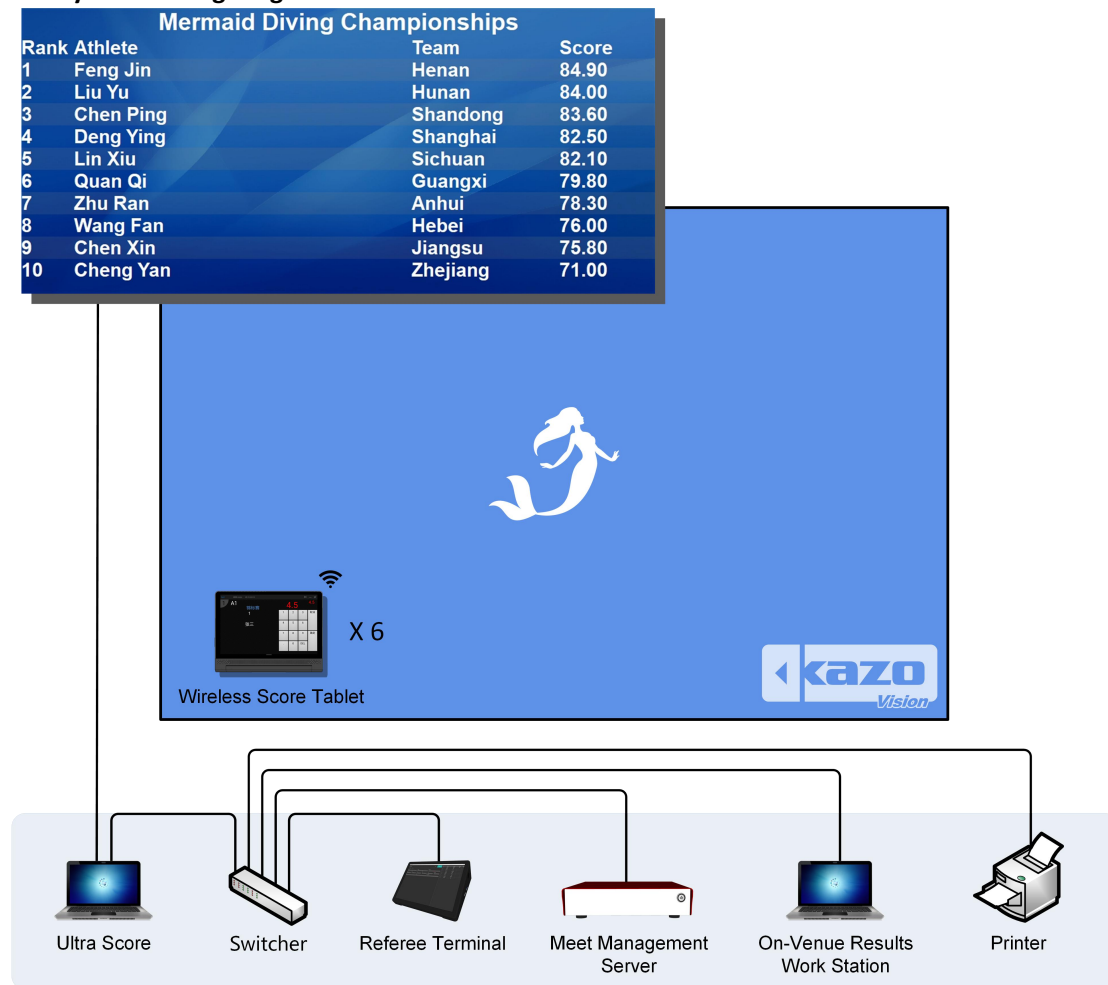 Mermaid Diving Championships
Rank Athlete Team Score
1 Feng Jin Henan 84.90
2 Liu Yu Hunan 84.00
3 Chen Ping Shandong 83.60
4 Deng Ying Shanghai 82.50
5 Lin Xiu Sichuan 82.10
6 Quan Qi Guangxi 79.80
7 Zhu Ran Anhui 78.30
8 Wang Fan Hebei 76.00
9 Chen Xin Jiangsu 75.80
10 Cheng Yan Zhejiang 71.00
A1
4.5
1
X 6
Wireless Score Tablet
kazo
Vision
Ultra Score
Switcher
Referee Terminal
Meet Management
Server
On-Venue Results
Work Station
Printer